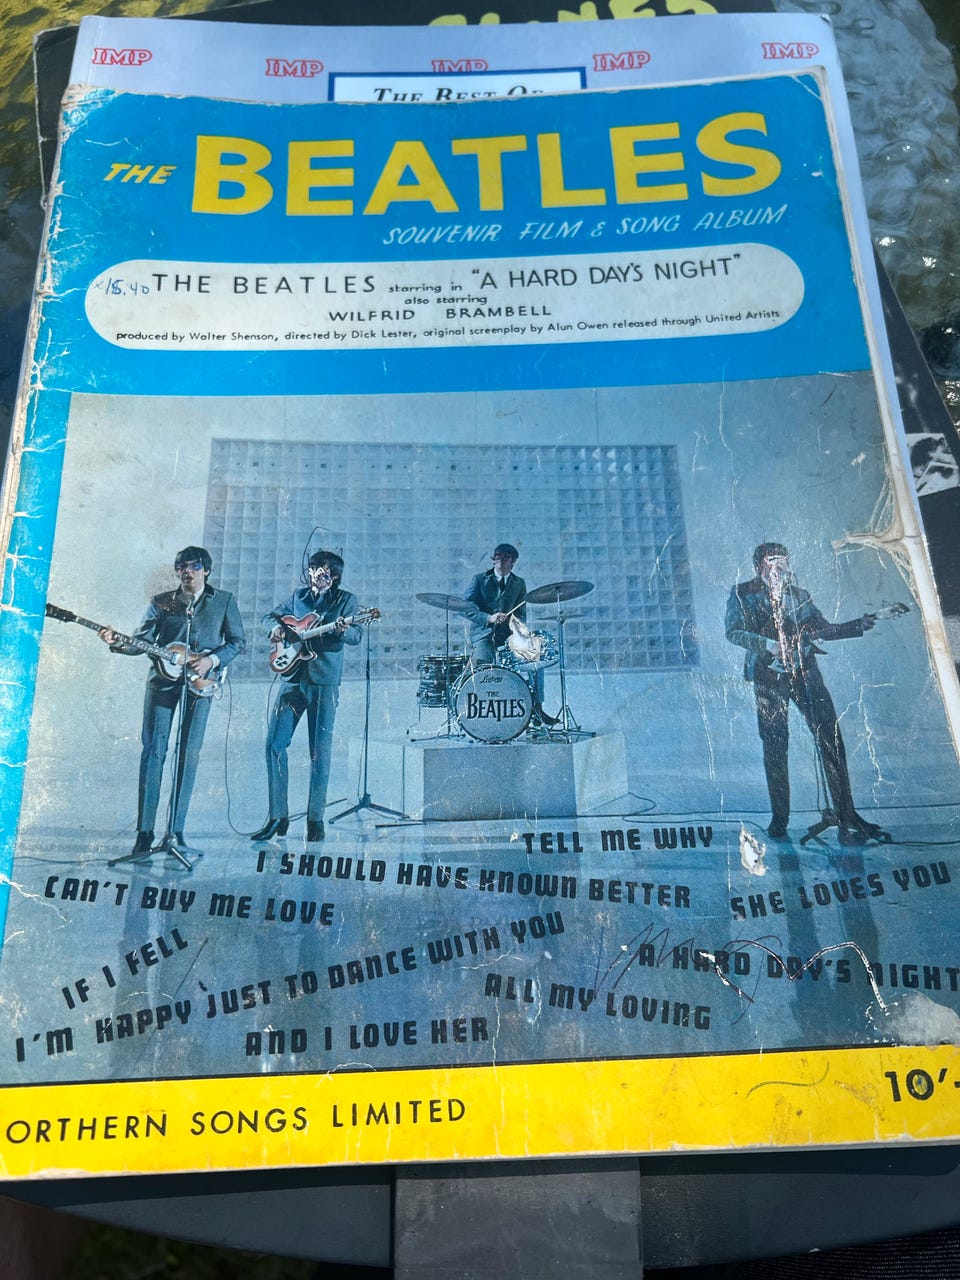 IMP IMP IMP IMP IMP
THE BEST OF
THE BEATLES
SOUVENIR FILM & SONG ALBUM
15.40
THE BEATLES starring in "A HARD DAY'S NIGHT"
also starring
WILFRID BRAMBELL
produced by Walter Shenson, directed by Dick Lester, original screenplay by Alun Owen released through United Artists
Ludwig
THE
BEATLES
TELL ME WHY
I SHOULD HAVE KNOWN BETTER
SHE LOVES YOU
CAN'T BUY ME LOVE
IF I FELL
I'M HAPPY JUST TO DANCE WITH YOU
A HARD DAY'S NIGHT
ALL MY LOVING
AND I LOVE HER
ORTHERN SONGS LIMITED
10'-